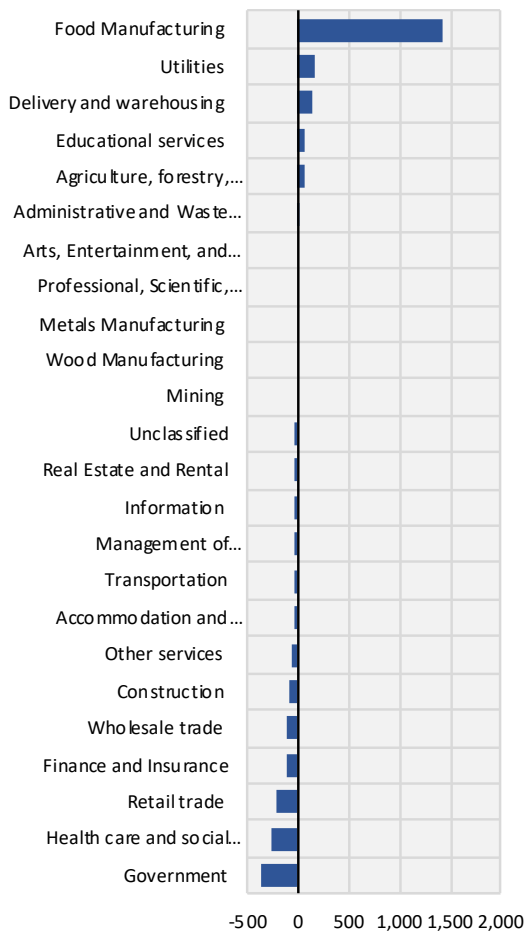 Food Manufacturing
Utilities
Delivery and warehousing
Educational services
Agriculture, forestry,...
Administrative and Waste...
Arts, Entertainment, and...
Professional, Scientific,...
Metals Manufacturing
Wood Manufacturing
Mining
Unclassified
Real Estate and Rental
Information
Management of...
Transportation
Accommodation and...
Other services
Construction
Wholesale trade
Finance and Insurance
Retail trade
Health care and social...
Government
-500 0 500 1,000 1,500 2,000